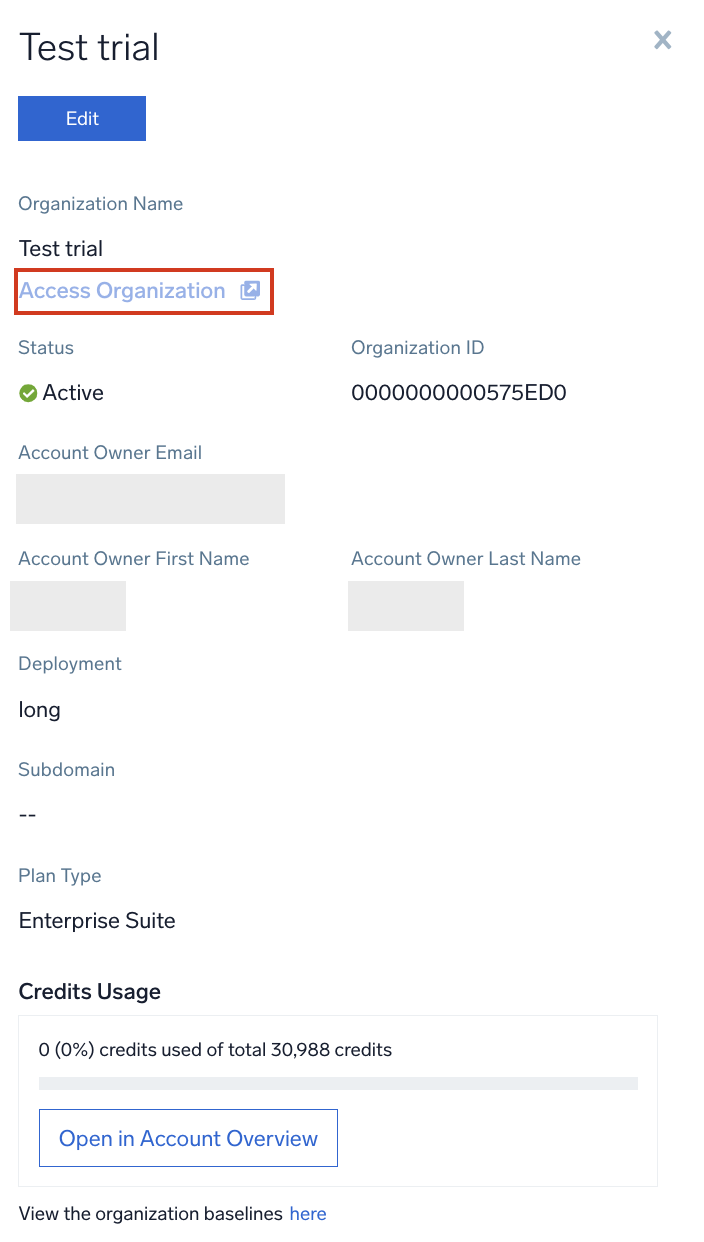 Test trial
Edit
Organization Name
Test trial
Access Organization
Status
Organization ID
Active
0000000000575ED0
Account Owner Email
Account Owner First Name
Account Owner Last Name
Deployment
long
Subdomain
--
Plan Type
Enterprise Suite
Credits Usage
0 (0%) credits used of total 30,988 credits
Open in Account Overview
View the organization baselines here